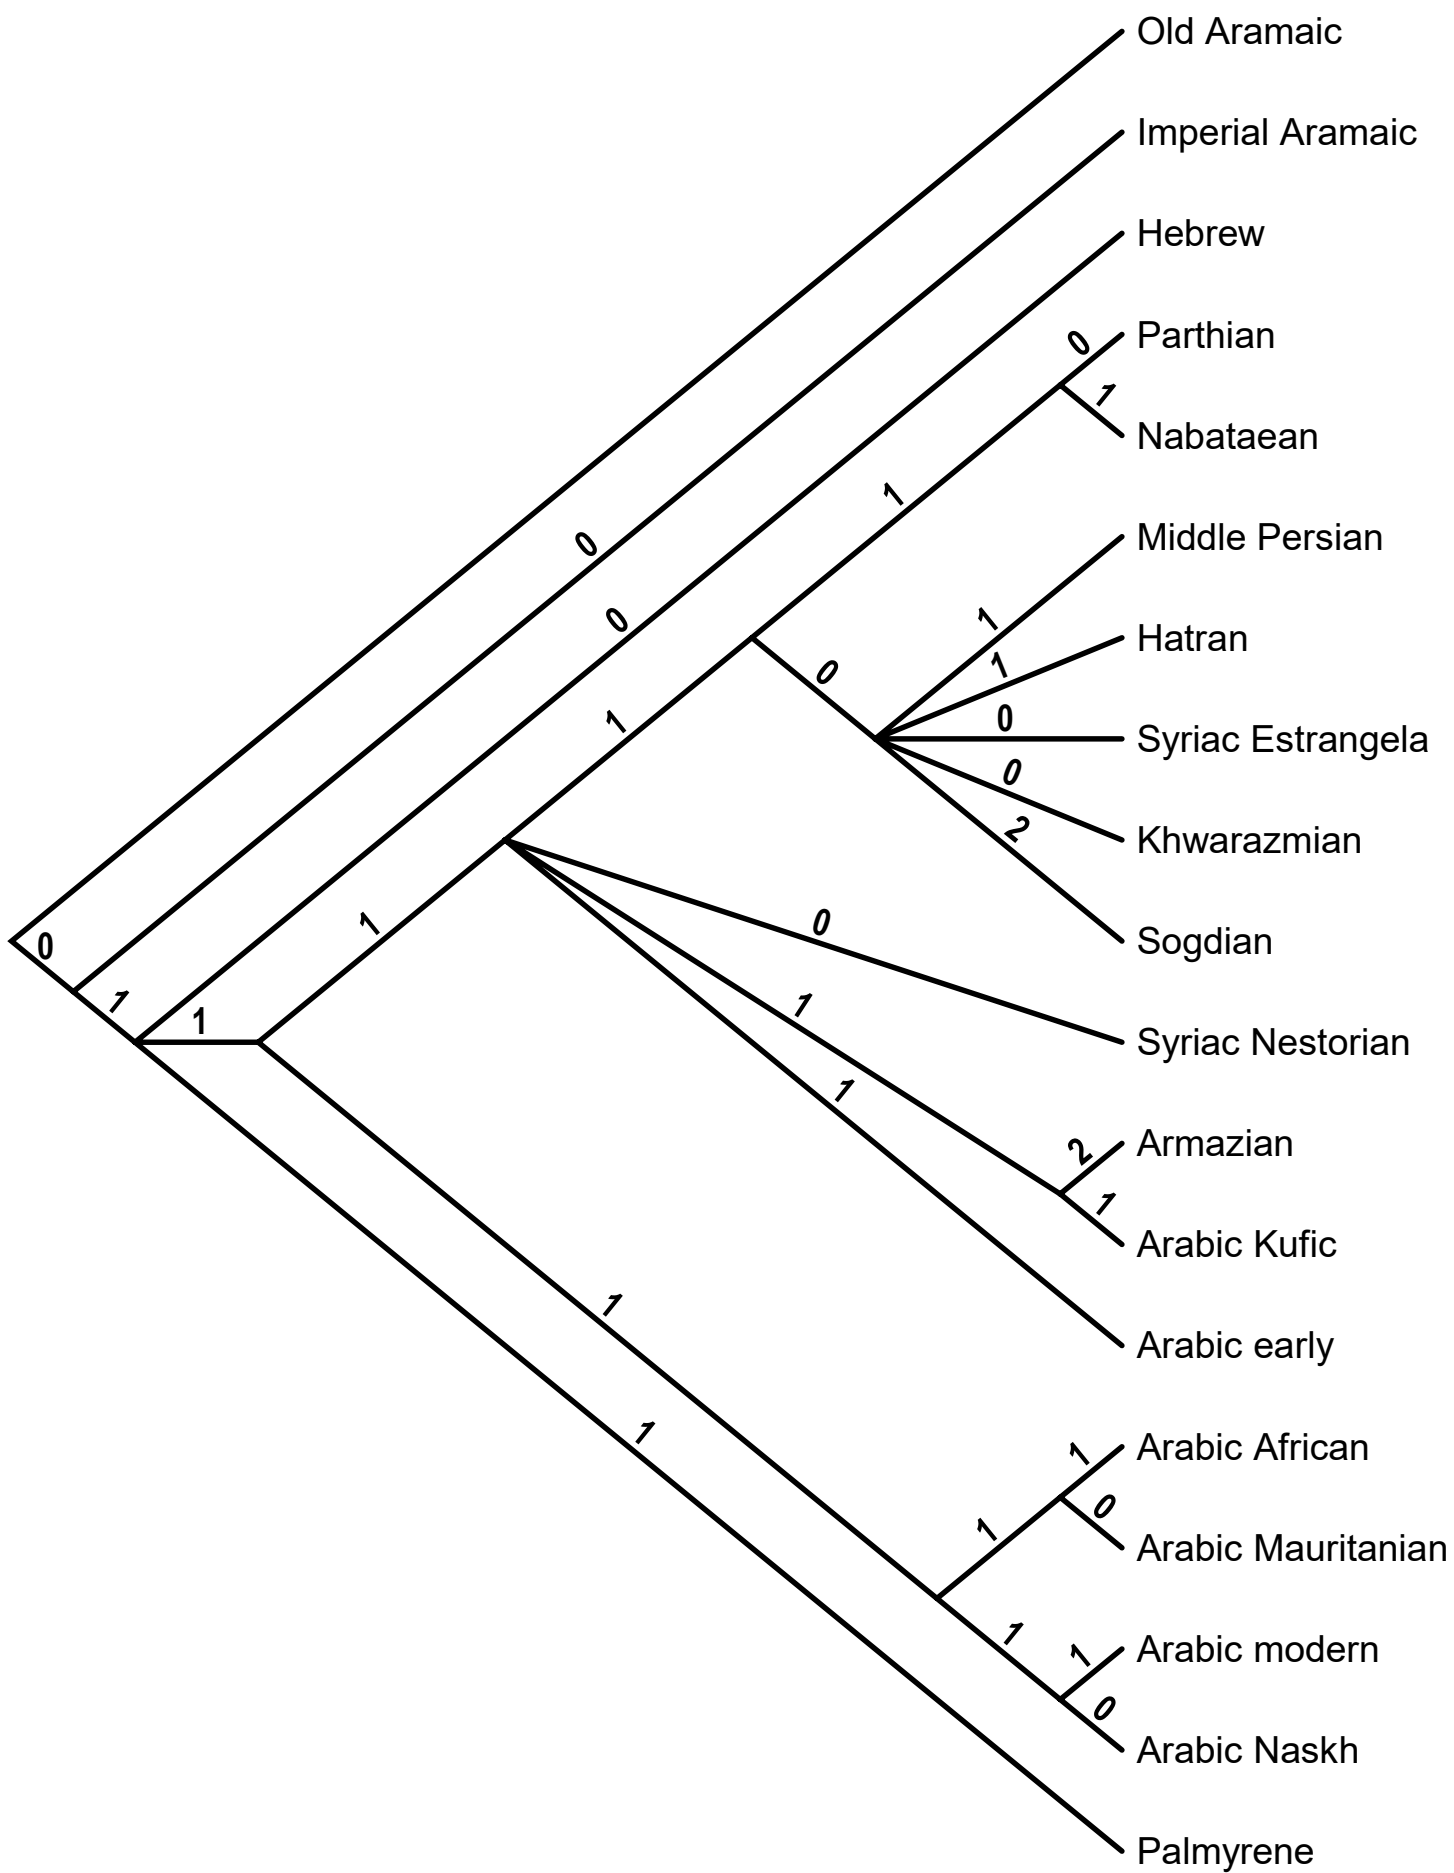 Old Aramaic
Imperial Aramaic
Hebrew
0
Parthian
1
Nabataean
1
Middle Persian
0
0
1
Hatran
1
0
1
1
0
Syriac Estrangela
0
Khwarazmian
2
Sogdian
1
0
0
1
1
Syriac Nestorian
1
1
2
Armazian
1
Arabic Kufic
1
Arabic early
1
1
Arabic African
0
1
Arabic Mauritanian
1
1
1
Arabic modern
0
Arabic Naskh
Palmyrene